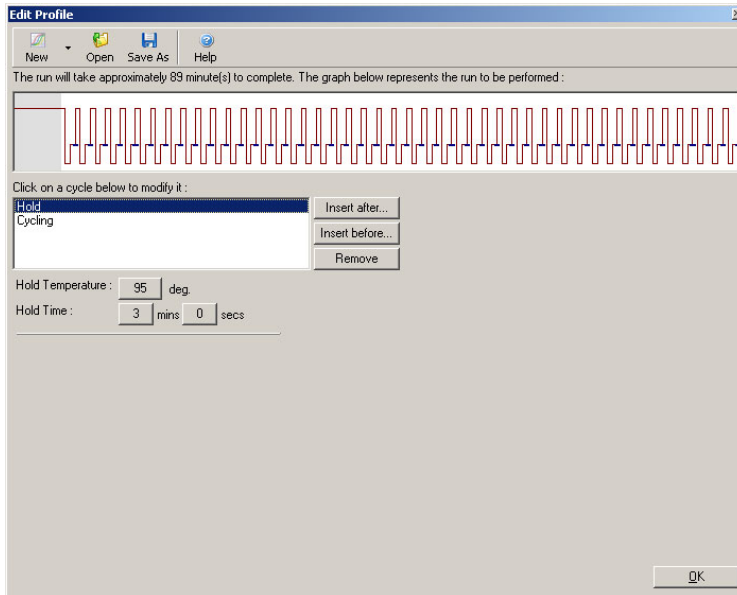 Edit Profile
New Open Save As Help
The run will take approximately 89 minute(s) to complete. The graph below represents the run to be performed :
Click on a cycle below to modify it :
Hold
Cycling
Insert after...
Insert before...
Remove
Hold Temperature : 95 deg.
Hold Time : 3 mins 0 secs
OK